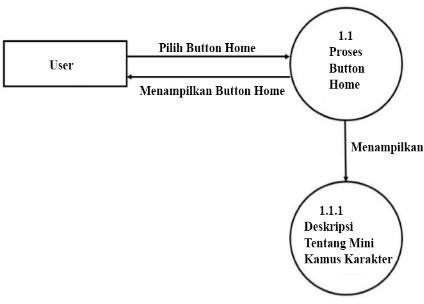 User
Pilih Button Home
Menampilkan Button Home
1.1
Proses
Button
Home
Menampilkan
1.1.1
Deskripsi
Tentang Mini
Kamus Karakter